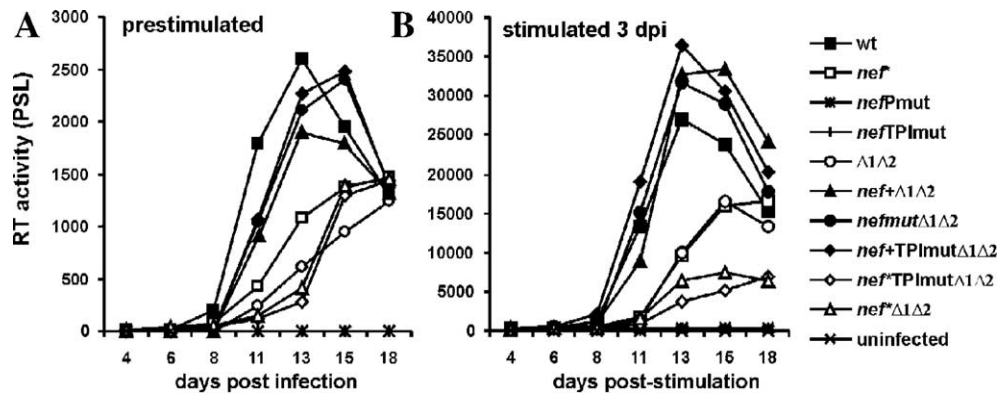 A prestimulated
B stimulated 3 dpi
RT activity (PSL)
3000
2500
2000
1500
1000
500
0
4 6 8 11 13 15 18
days post infection
40000
35000
30000
25000
20000
15000
10000
5000
0
4 6 8 11 13 16 18
days post-stimulation
wt
nef*
nefPmut
nefTPImut
Δ1Δ2
nef+Δ1Δ2
nefmutΔ1Δ2
nef+TPImutΔ1Δ2
nef*TPImutΔ1Δ2
nef*Δ1Δ2
uninfected